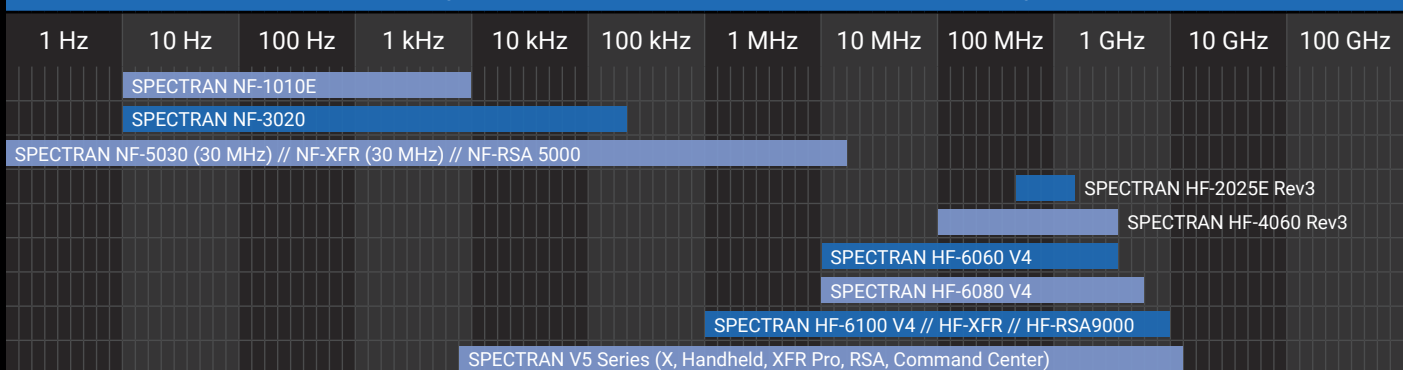 1 Hz 10 Hz 100 Hz 1 kHz 10 kHz 100 kHz 1 MHz 10 MHz 100 MHz 1 GHz 10 GHz 100 GHz
SPECTRAN NF-1010E
SPECTRAN NF-3020
SPECTRAN NF-5030 (30 MHz) // NF-XFR (30 MHz) // NF-RSA 5000
SPECTRAN HF-2025E Rev3
SPECTRAN HF-4060 Rev3
SPECTRAN HF-6060 V4
SPECTRAN HF-6080 V4
SPECTRAN HF-6100 V4 // HF-XFR // HF-RSA9000
SPECTRAN V5 Series (X, Handheld, XFR Pro, RSA, Command Center)